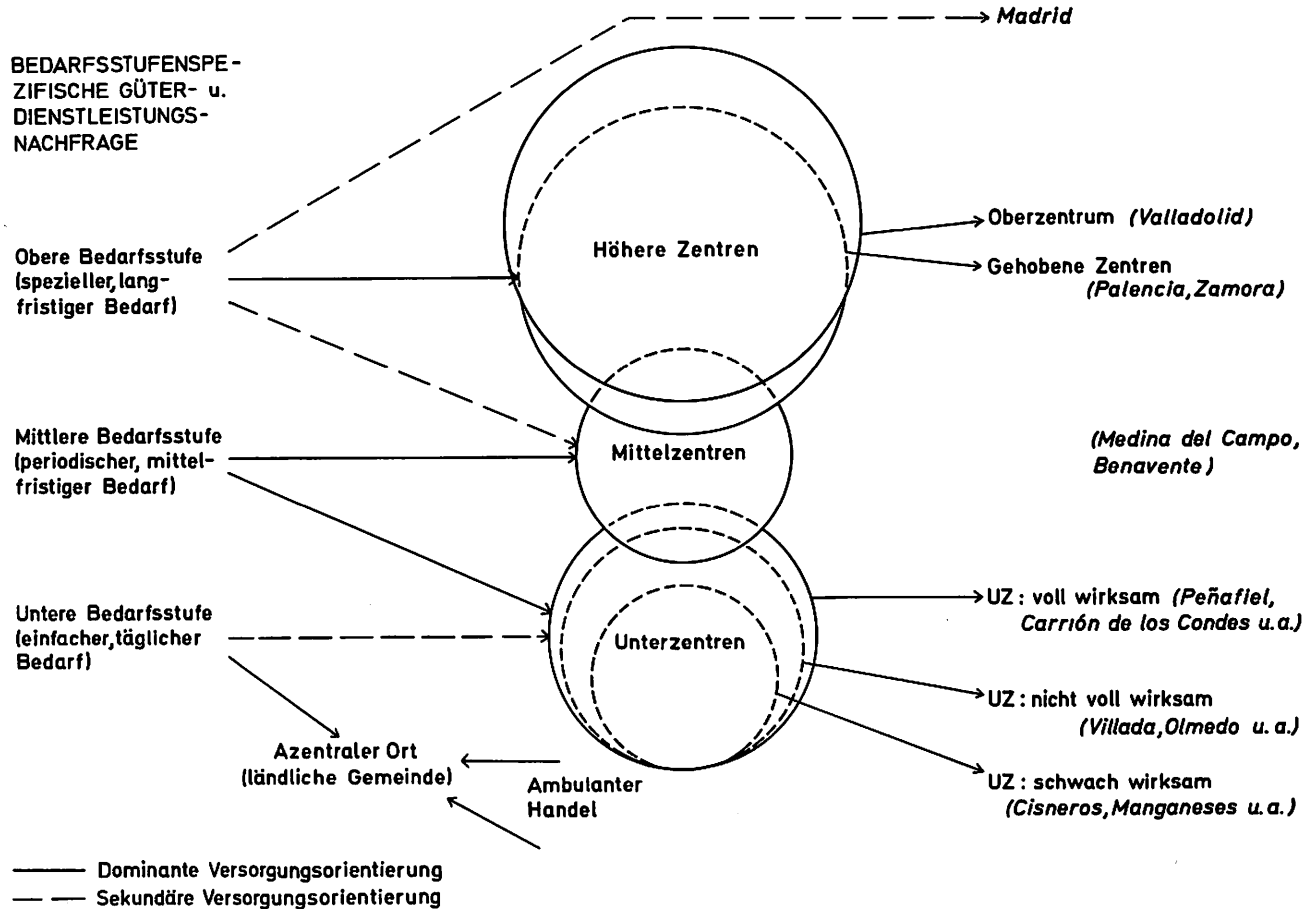 Madrid
BEDARFSSTUFENSPE-
ZIFISCHE GÜTER- u.
DIENSTLEISTUNGS-
NACHFRAGE
Obere Bedarfsstufe
(spezieller, lang-
fristiger Bedarf)
Höhere Zentren
Oberzentrum (Valladolid)
Gehobene Zentren
(Palencia, Zamora)
Mittlere Bedarfsstufe
(periodischer, mittel-
fristiger Bedarf)
Mittelzentren
(Medina del Campo,
Benavente)
Untere Bedarfsstufe
(einfacher, täglicher
Bedarf)
Unterzentren
UZ: voll wirksam (Peñafiel,
Carrión de los Condes u.a.)
UZ: nicht voll wirksam
(Villada, Olmedo u.a.)
UZ: schwach wirksam
(Cisneros, Manganeses u.a.)
Azentraler Ort
(ländliche Gemeinde)
Ambulanter
Handel
Dominante Versorgungsorientierung
Sekundäre Versorgungsorientierung